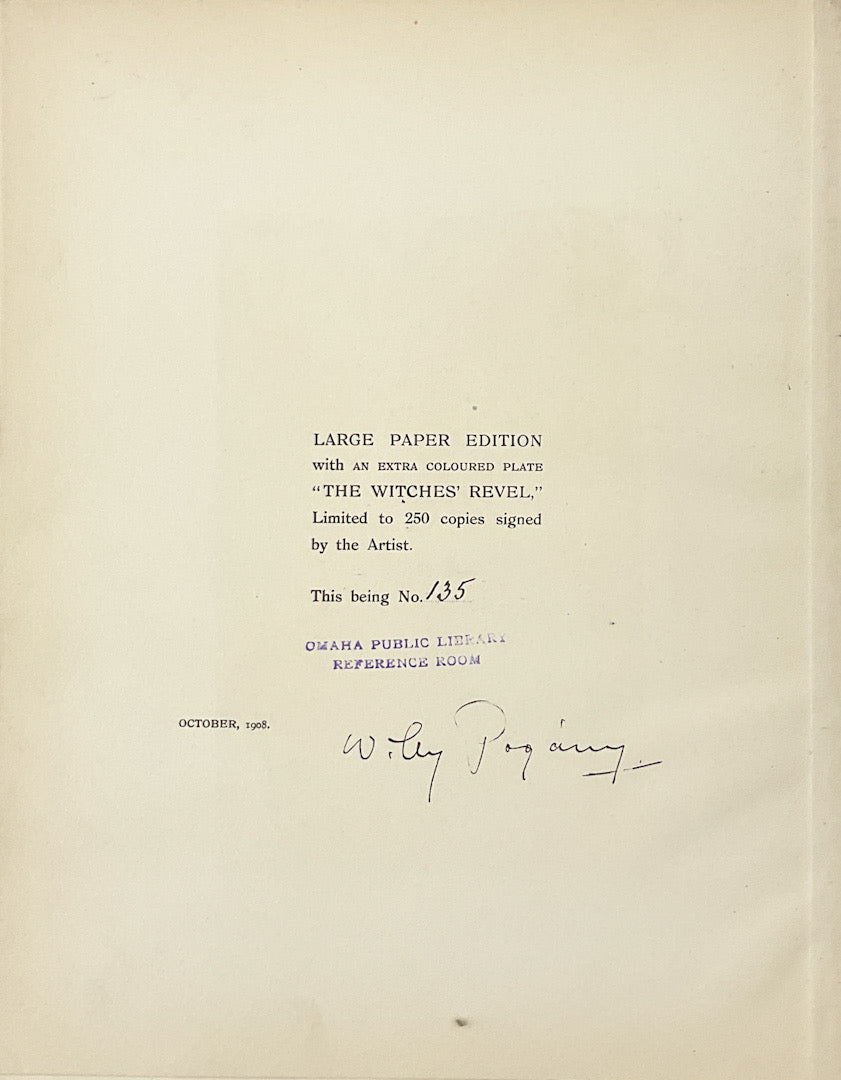 LARGE PAPER EDITION
with AN EXTRA COLOURED PLATE
“THE WITCHES’ REVEL,”
Limited to 250 copies signed
by the Artist.
This being No. 135
OMAHA PUBLIC LIBRARY
REFERENCE ROOM
OCTOBER, 1908.
Willy Pogány.